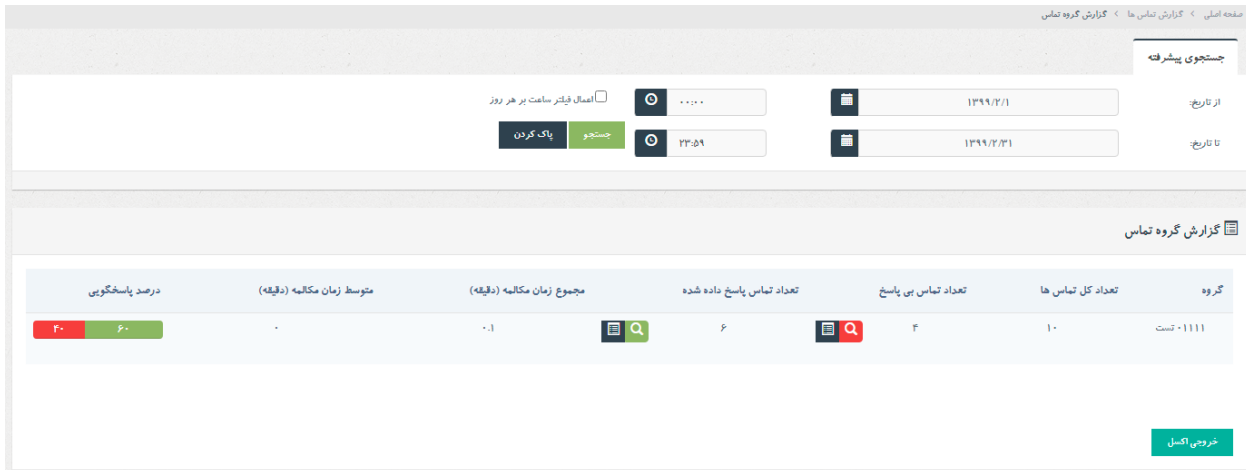 صفحه اصلی > گزارش تماس ها > گزارش گروه تماس
جستجوی پیشرفته
از تاریخ: ۱۳۹۹/۲/۱ ۰۰:۰۰ اعمال فیلتر ساعت بر هر روز
تا تاریخ: ۱۳۹۹/۲/۳۱ ۲۳:۵۹ جستجو پاک کردن
گزارش گروه تماس
گروه تعداد کل تماس ها تعداد تماس بی پاسخ تعداد تماس پاسخ داده شده مجموع زمان مکالمه (دقیقه) متوسط زمان مکالمه (دقیقه) درصد پاسخگویی
۰۱۱۱۱ تست ۱۰ ۴ ۶ ۰.۱ ۰ ۶۰ ۴۰
خروجی اکسل